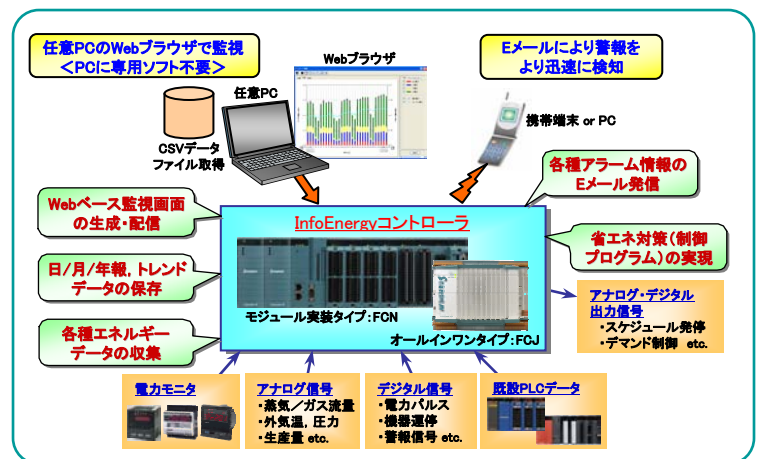 任意PCのWebブラウザで監視
＜PCに専用ソフト不要＞
Eメールにより警報を
より迅速に検知
Webブラウザ
任意PC
CSVデータ
ファイル取得
携帯端末 or PC
各種アラーム情報の
Eメール発信
Webベース監視画面
の生成・配信
InfoEnergyコントローラ
省エネ対策(制御
プログラム)の実現
日/月/年報,トレンド
データの保存
モジュール実装タイプ:FCN
オールインワンタイプ:FCJ
各種エネルギー
データの収集
アナログ・デジタル
出力信号
・スケジュール発停
・デマンド制御 etc.
電力モニタ
アナログ信号
・蒸気／ガス流量
・外気温,圧力
・生産量 etc.
デジタル信号
・電力パルス
・機器運停
・警報信号 etc.
既設PLCデータ